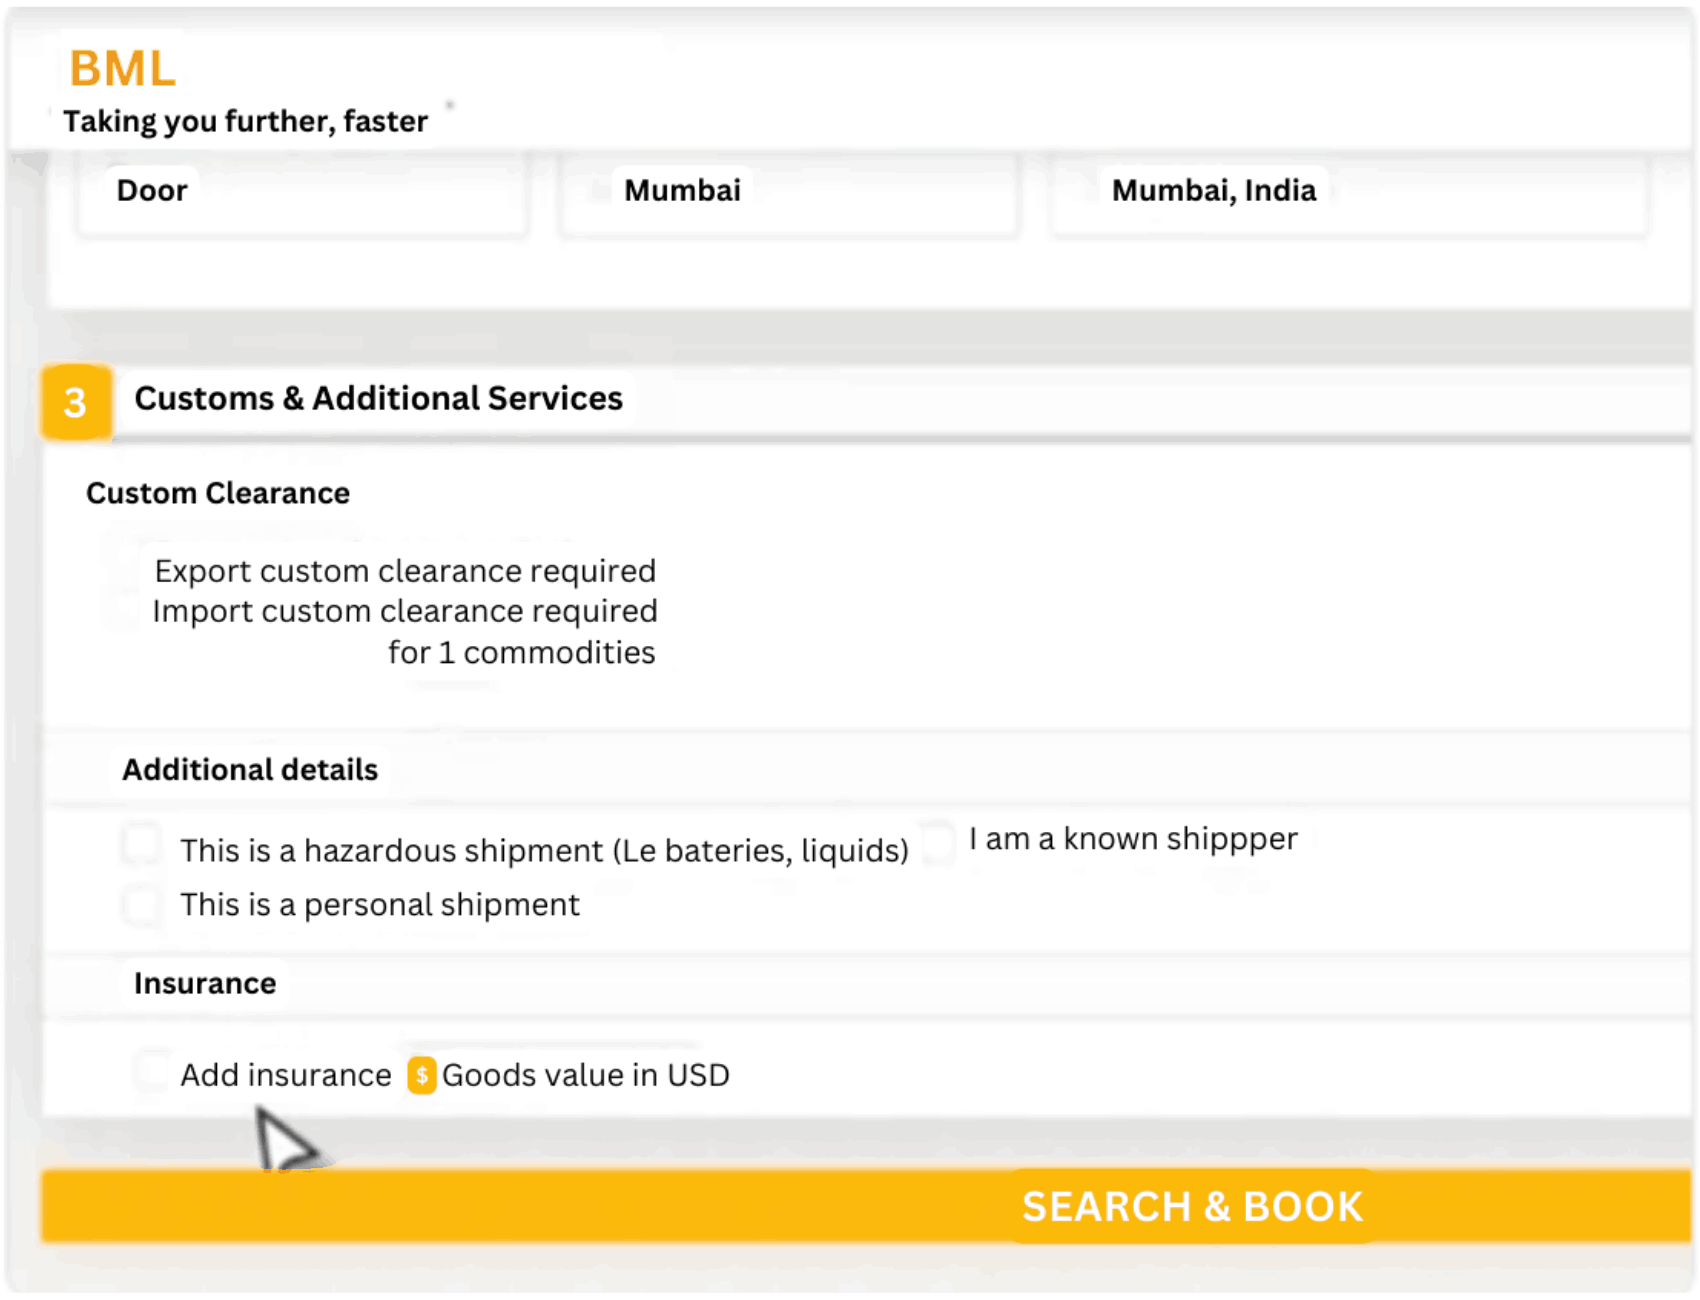 BML
Taking you further, faster
Door
Mumbai
Mumbai, India
3
Customs & Additional Services
Custom Clearance
Export custom clearance required
Import custom clearance required
for 1 commodities
Additional details
This is a hazardous shipment (Le bateries, liquids)
I am a known shippper
This is a personal shipment
Insurance
Add insurance
$
Goods value in USD
SEARCH & BOOK